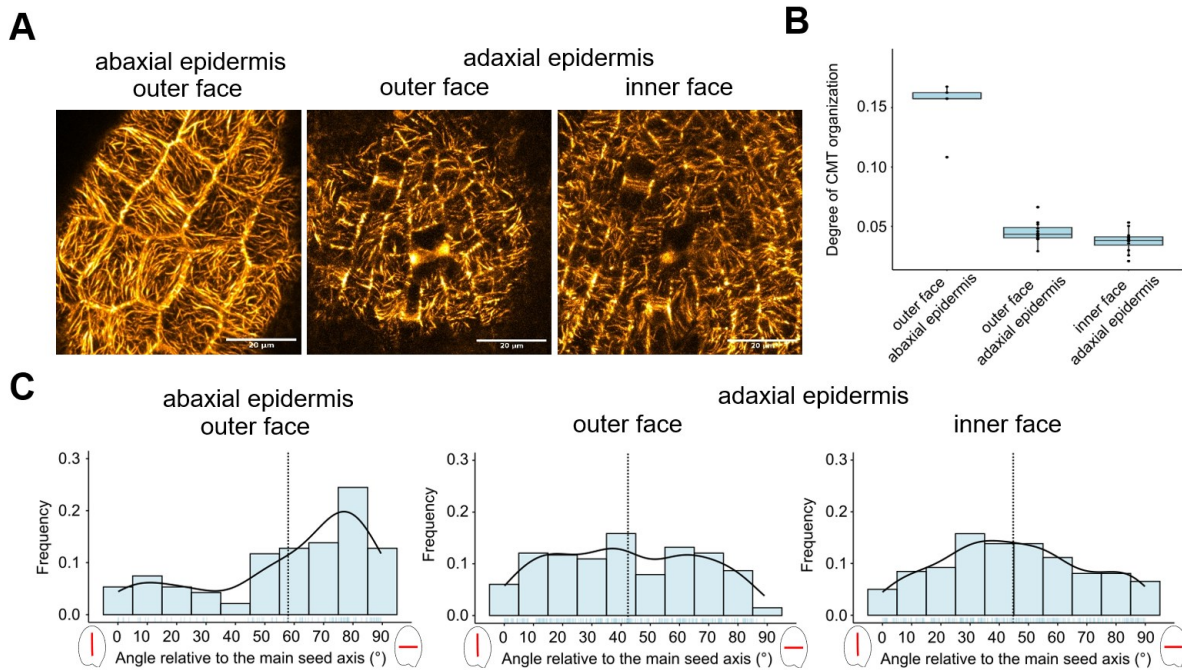 A
abaxial epidermis
outer face
adaxial epidermis
outer face
inner face
20 µm
20 µm
20 µm
B
Degree of CMT organization
0.15
0.10
0.05
outer face
abaxial epidermis
outer face
adaxial epidermis
inner face
adaxial epidermis
C
abaxial epidermis
outer face
adaxial epidermis
outer face
inner face
Frequency
0.3
0.2
0.1
0.0
0 10 20 30 40 50 60 70 80 90
Angle relative to the main seed axis (°)
Frequency
0.3
0.2
0.1
0.0
0 10 20 30 40 50 60 70 80 90
Angle relative to the main seed axis (°)
Frequency
0.3
0.2
0.1
0.0
0 10 20 30 40 50 60 70 80 90
Angle relative to the main seed axis (°)